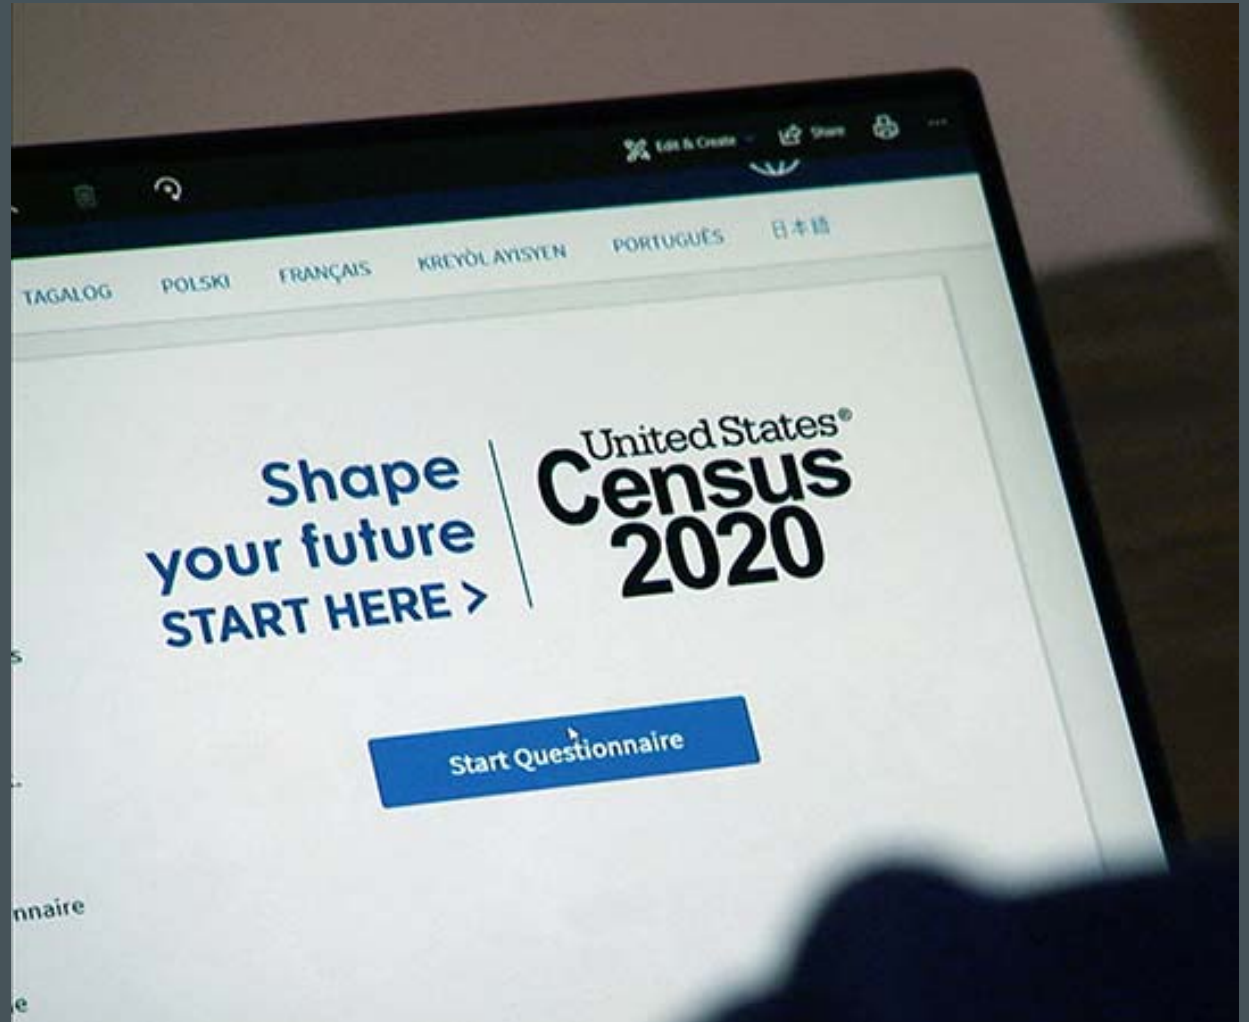 Edit & Create
Share
TAGALOG POLSKI FRANÇAIS KREYÒL AYISYEN PORTUGUÊS 日本語
Shape
your future
START HERE >
United States®
Census
2020
Start Questionnaire
s
nnaire
e